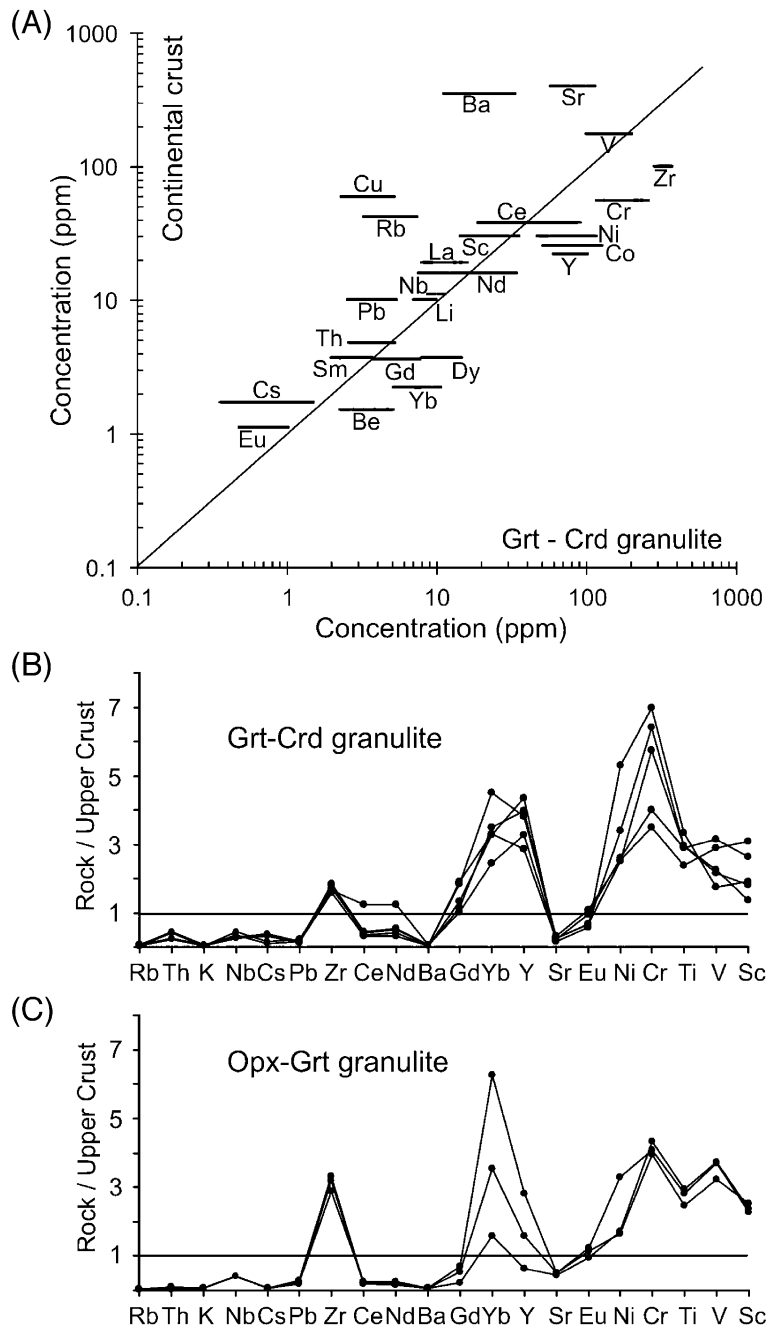 (A)
1000
Continental crust
Concentration (ppm)
Ba
Sr
V
100
Zr
Cu
Rb
Ce
Cr
Ni
Sc
Co
La
Y
Nb
Nd
10
Pb
Li
Th
Sm
Gd
Dy
Cs
Yb
Be
1
Eu
Grt - Crd granulite
0.1
0.1 1 10 100 1000
Concentration (ppm)
(B)
7
Grt-Crd granulite
5
Rock / Upper Crust
3
1
Rb Th K Nb Cs Pb Zr Ce Nd Ba Gd Yb Y Sr Eu Ni Cr Ti V Sc
(C)
7
Opx-Grt granulite
5
Rock / Upper Crust
3
1
Rb Th K Nb Cs Pb Zr Ce Nd Ba Gd Yb Y Sr Eu Ni Cr Ti V Sc